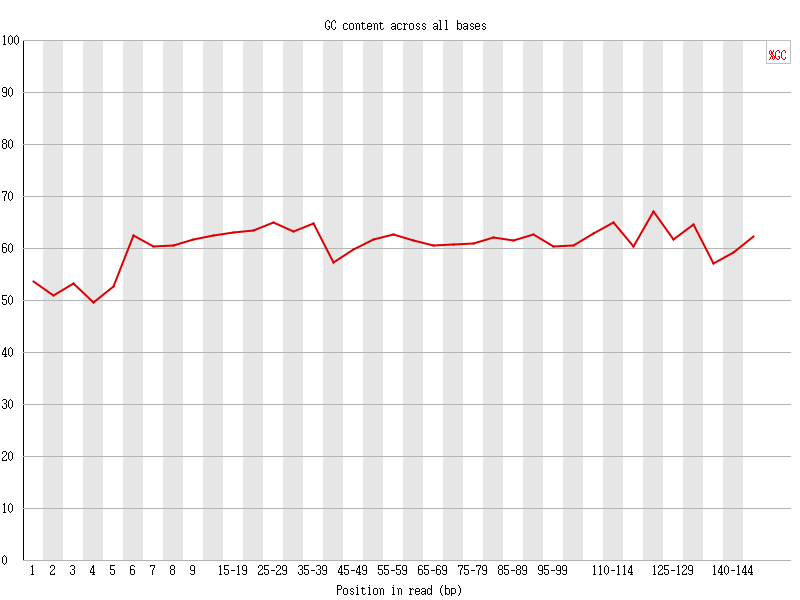 GC content across all bases
%GC
100
90
80
70
60
50
40
30
20
10
0
1 2 3 4 5 6 7 8 9 15-19 25-29 35-39 45-49 55-59 65-69 75-79 85-89 95-99 110-114 125-129 140-144
Position in read (bp)